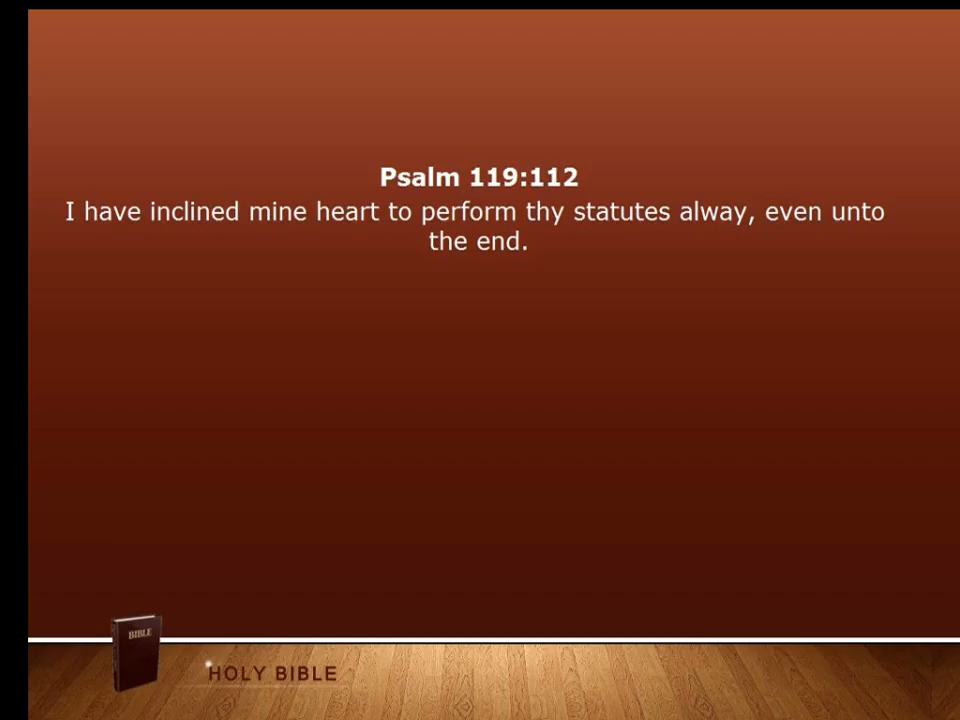 Psalm 119:112
I have inclined mine heart to perform thy statutes alway, even unto
the end.
BIBLE
HOLY BIBLE